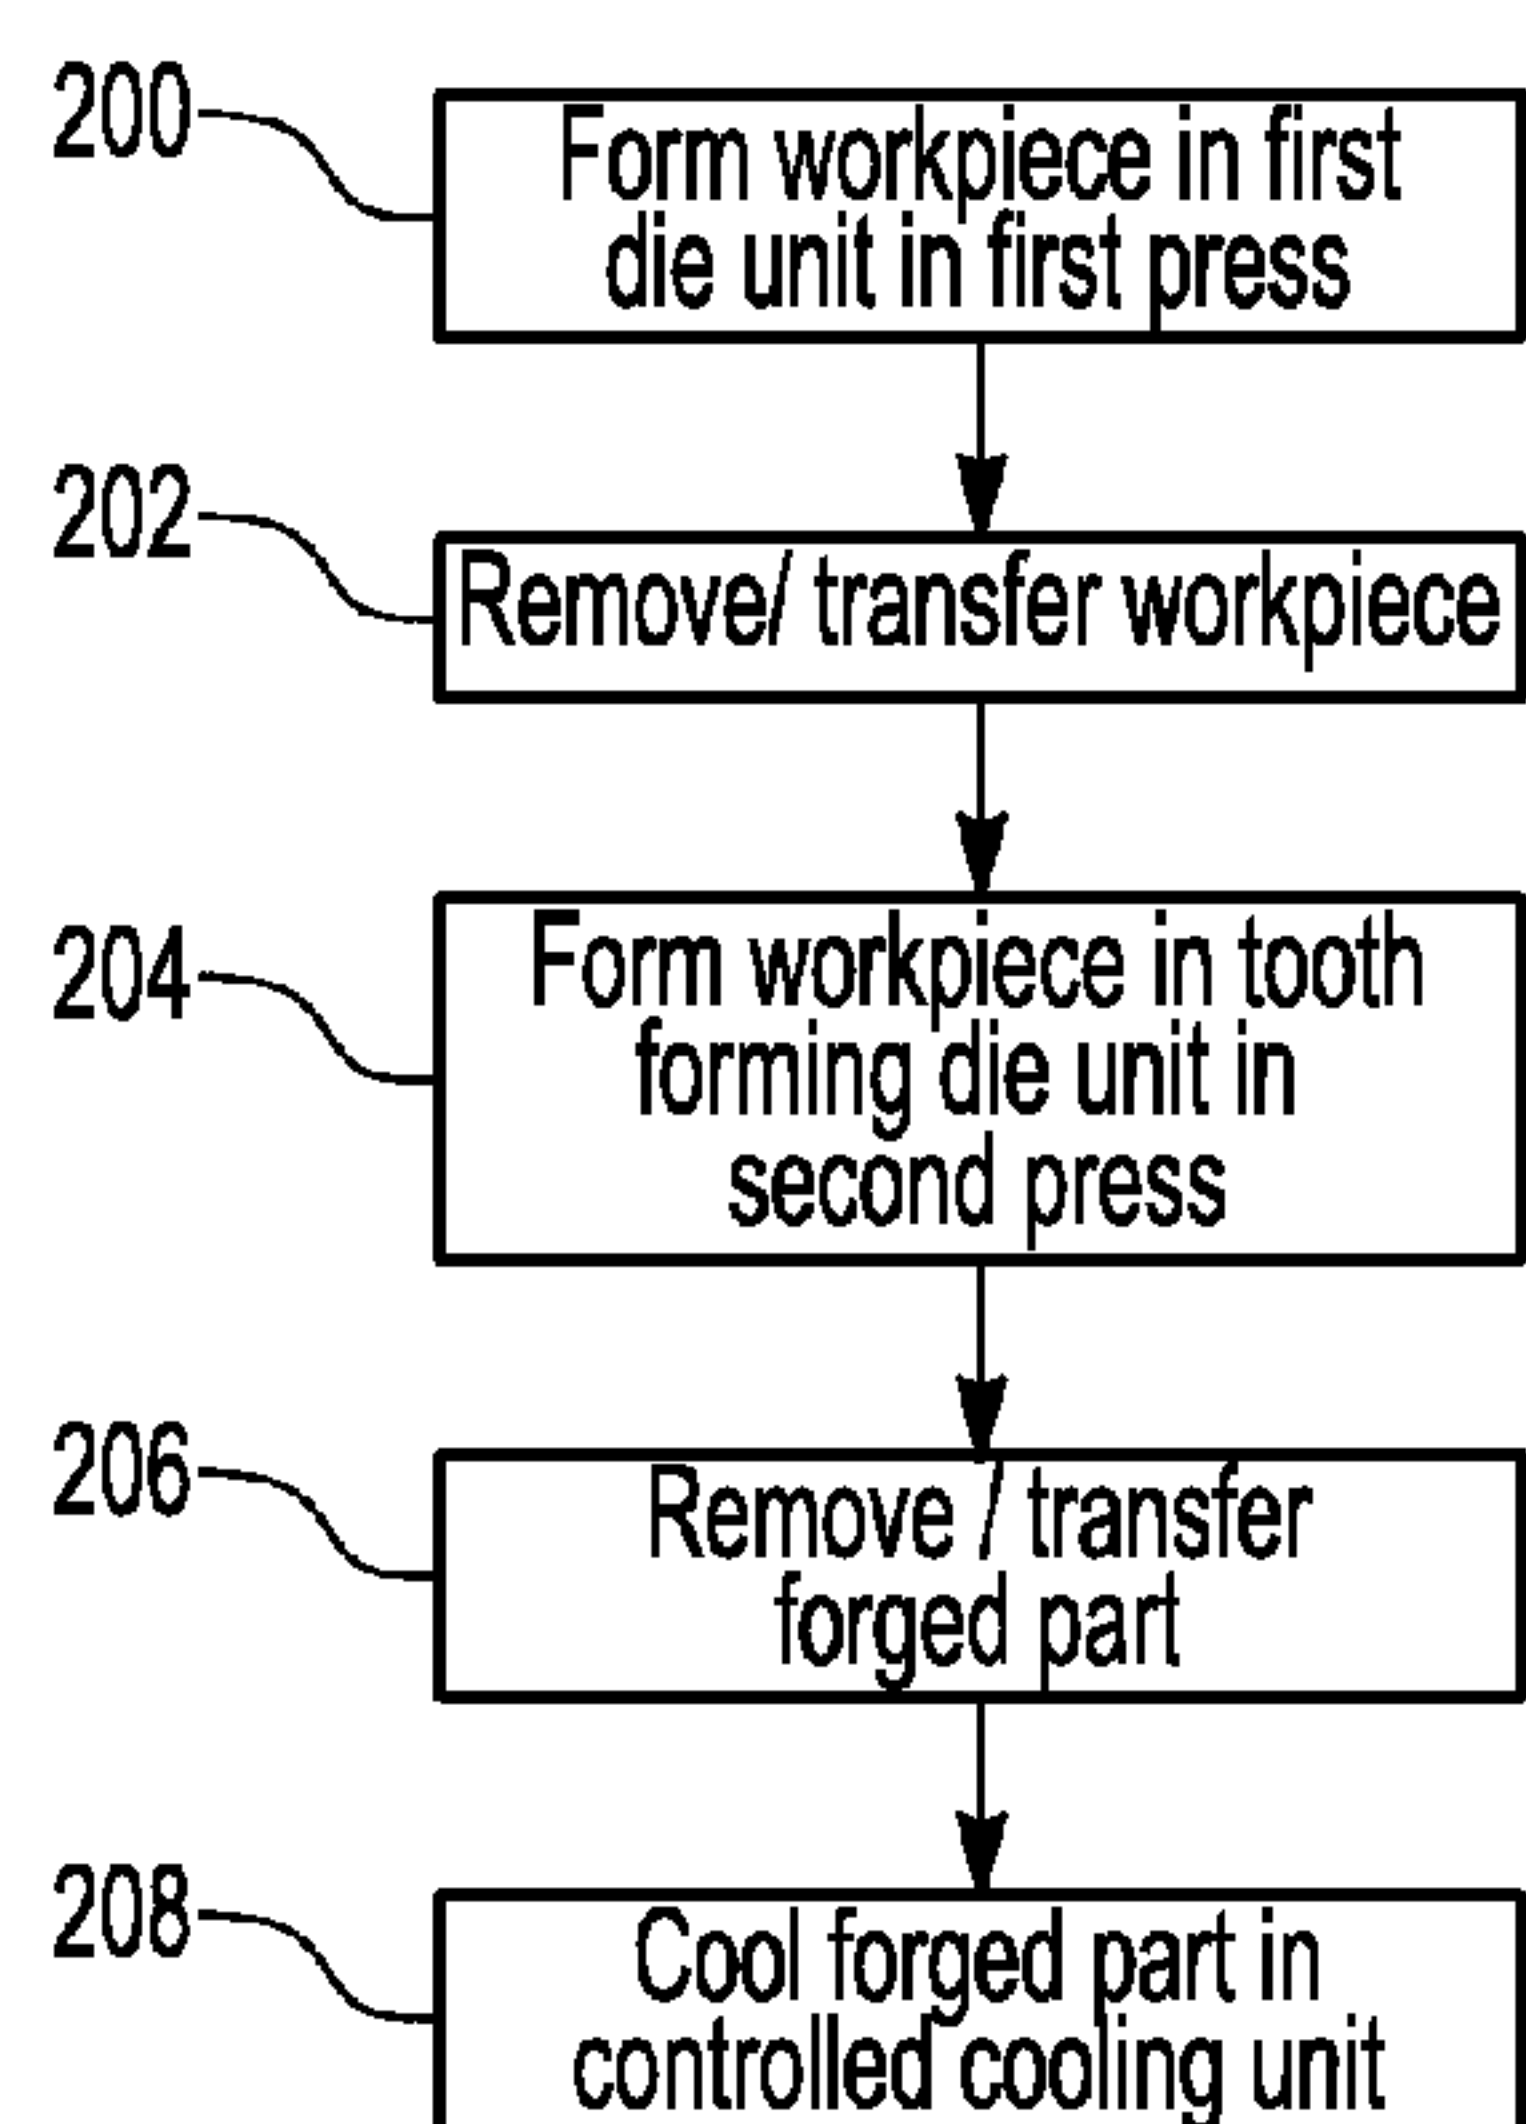 200
Form workpiece in first
die unit in first press
202
Remove/ transfer workpiece
204
Form workpiece in tooth
forming die unit in
second press
206
Remove / transfer
forged part
208
Cool forged part in
controlled cooling unit